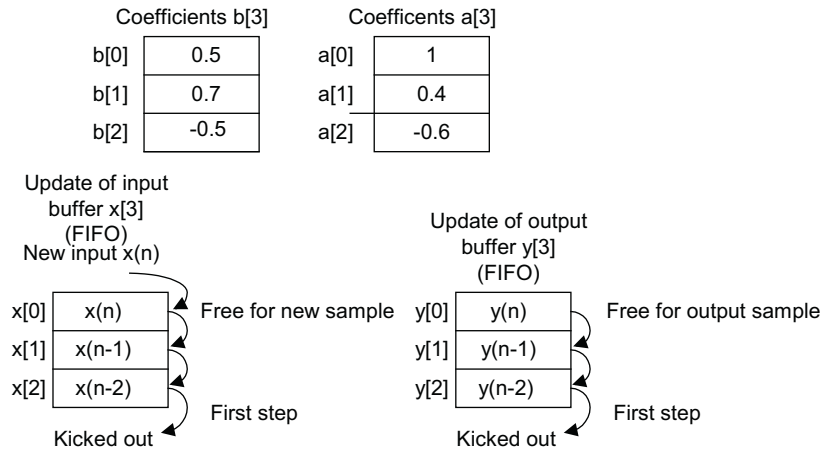 Coefficients b[3]
Coefficents a[3]
b[0] 0.5
b[1] 0.7
b[2] -0.5
a[0] 1
a[1] 0.4
a[2] -0.6
Update of input
buffer x[3]
(FIFO)
New input x(n)
x[0] x(n) Free for new sample
x[1] x(n-1)
x[2] x(n-2)
First step
Kicked out
Update of output
buffer y[3]
(FIFO)
y[0] y(n) Free for output sample
y[1] y(n-1)
y[2] y(n-2)
First step
Kicked out